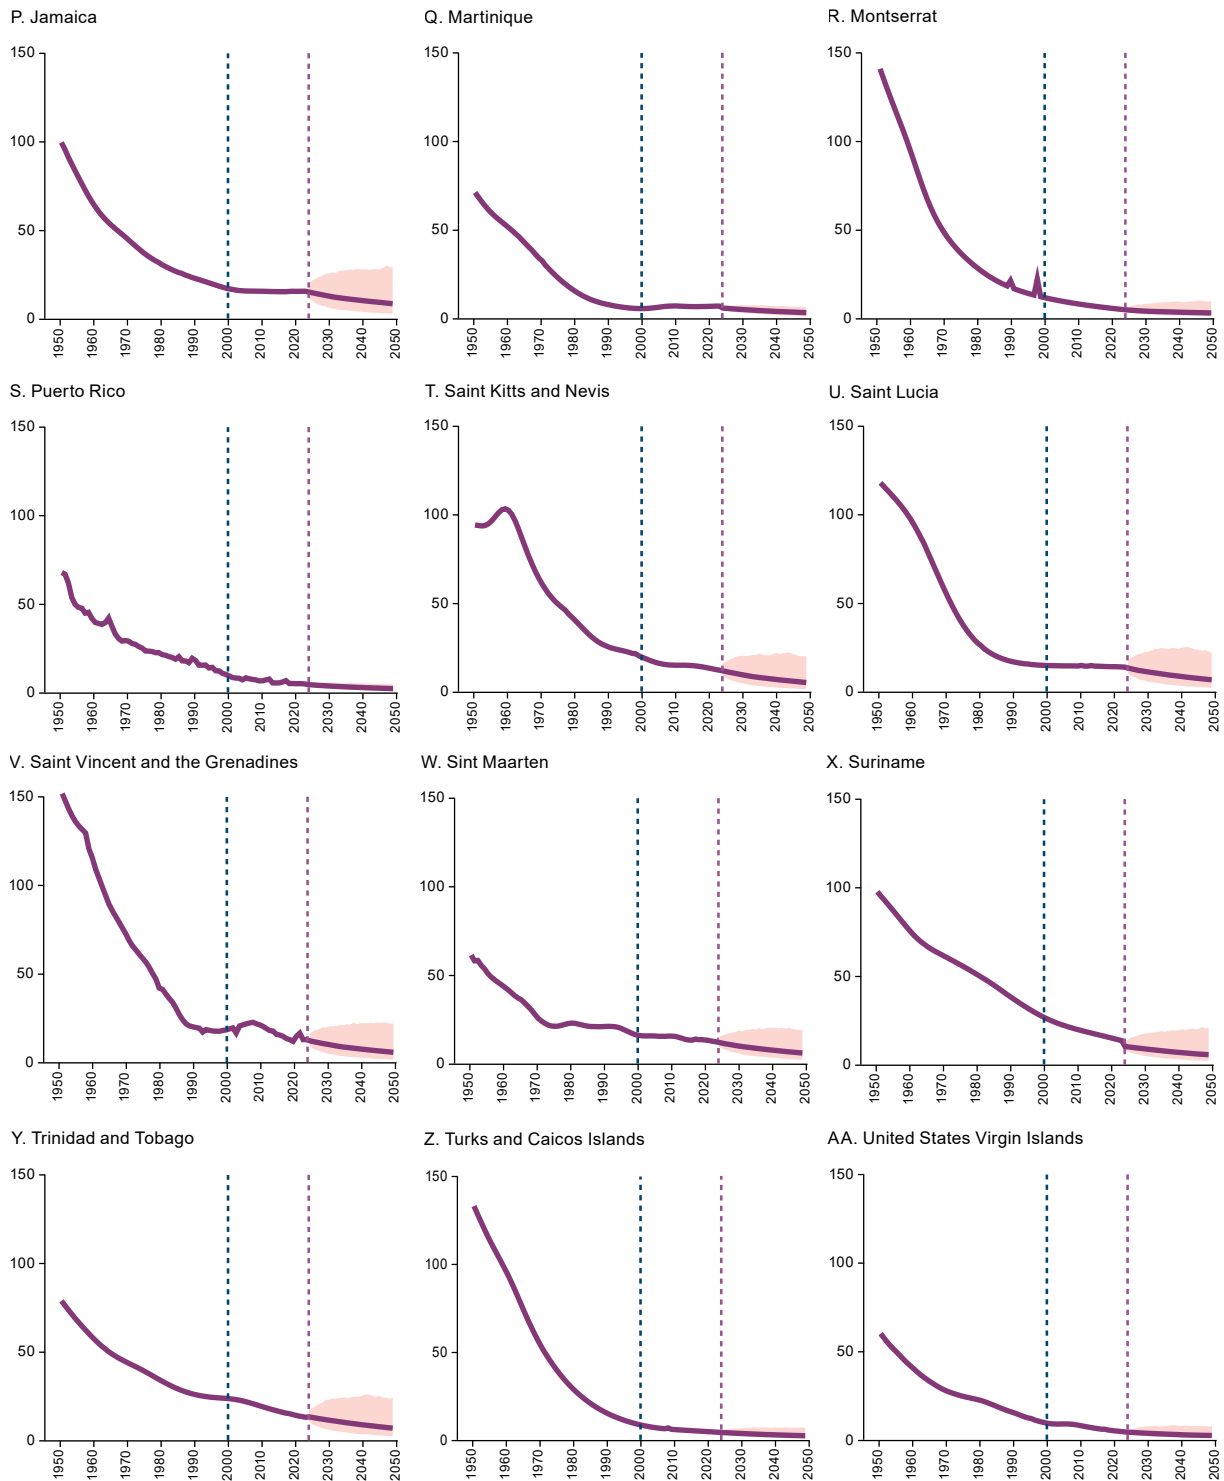 P. Jamaica
150
100
50
0
1950 1960 1970 1980 1990 2000 2010 2020 2030 2040 2050
Q. Martinique
150
100
50
0
1950 1960 1970 1980 1990 2000 2010 2020 2030 2040 2050
R. Montserrat
150
100
50
0
1950 1960 1970 1980 1990 2000 2010 2020 2030 2040 2050
S. Puerto Rico
150
100
50
0
1950 1960 1970 1980 1990 2000 2010 2020 2030 2040 2050
T. Saint Kitts and Nevis
150
100
50
0
1950 1960 1970 1980 1990 2000 2010 2020 2030 2040 2050
U. Saint Lucia
150
100
50
0
1950 1960 1970 1980 1990 2000 2010 2020 2030 2040 2050
V. Saint Vincent and the Grenadines
150
100
50
0
1950 1960 1970 1980 1990 2000 2010 2020 2030 2040 2050
W. Sint Maarten
150
100
50
0
1950 1960 1970 1980 1990 2000 2010 2020 2030 2040 2050
X. Suriname
150
100
50
0
1950 1960 1970 1980 1990 2000 2010 2020 2030 2040 2050
Y. Trinidad and Tobago
150
100
50
0
1950 1960 1970 1980 1990 2000 2010 2020 2030 2040 2050
Z. Turks and Caicos Islands
150
100
50
0
1950 1960 1970 1980 1990 2000 2010 2020 2030 2040 2050
AA. United States Virgin Islands
150
100
50
0
1950 1960 1970 1980 1990 2000 2010 2020 2030 2040 2050